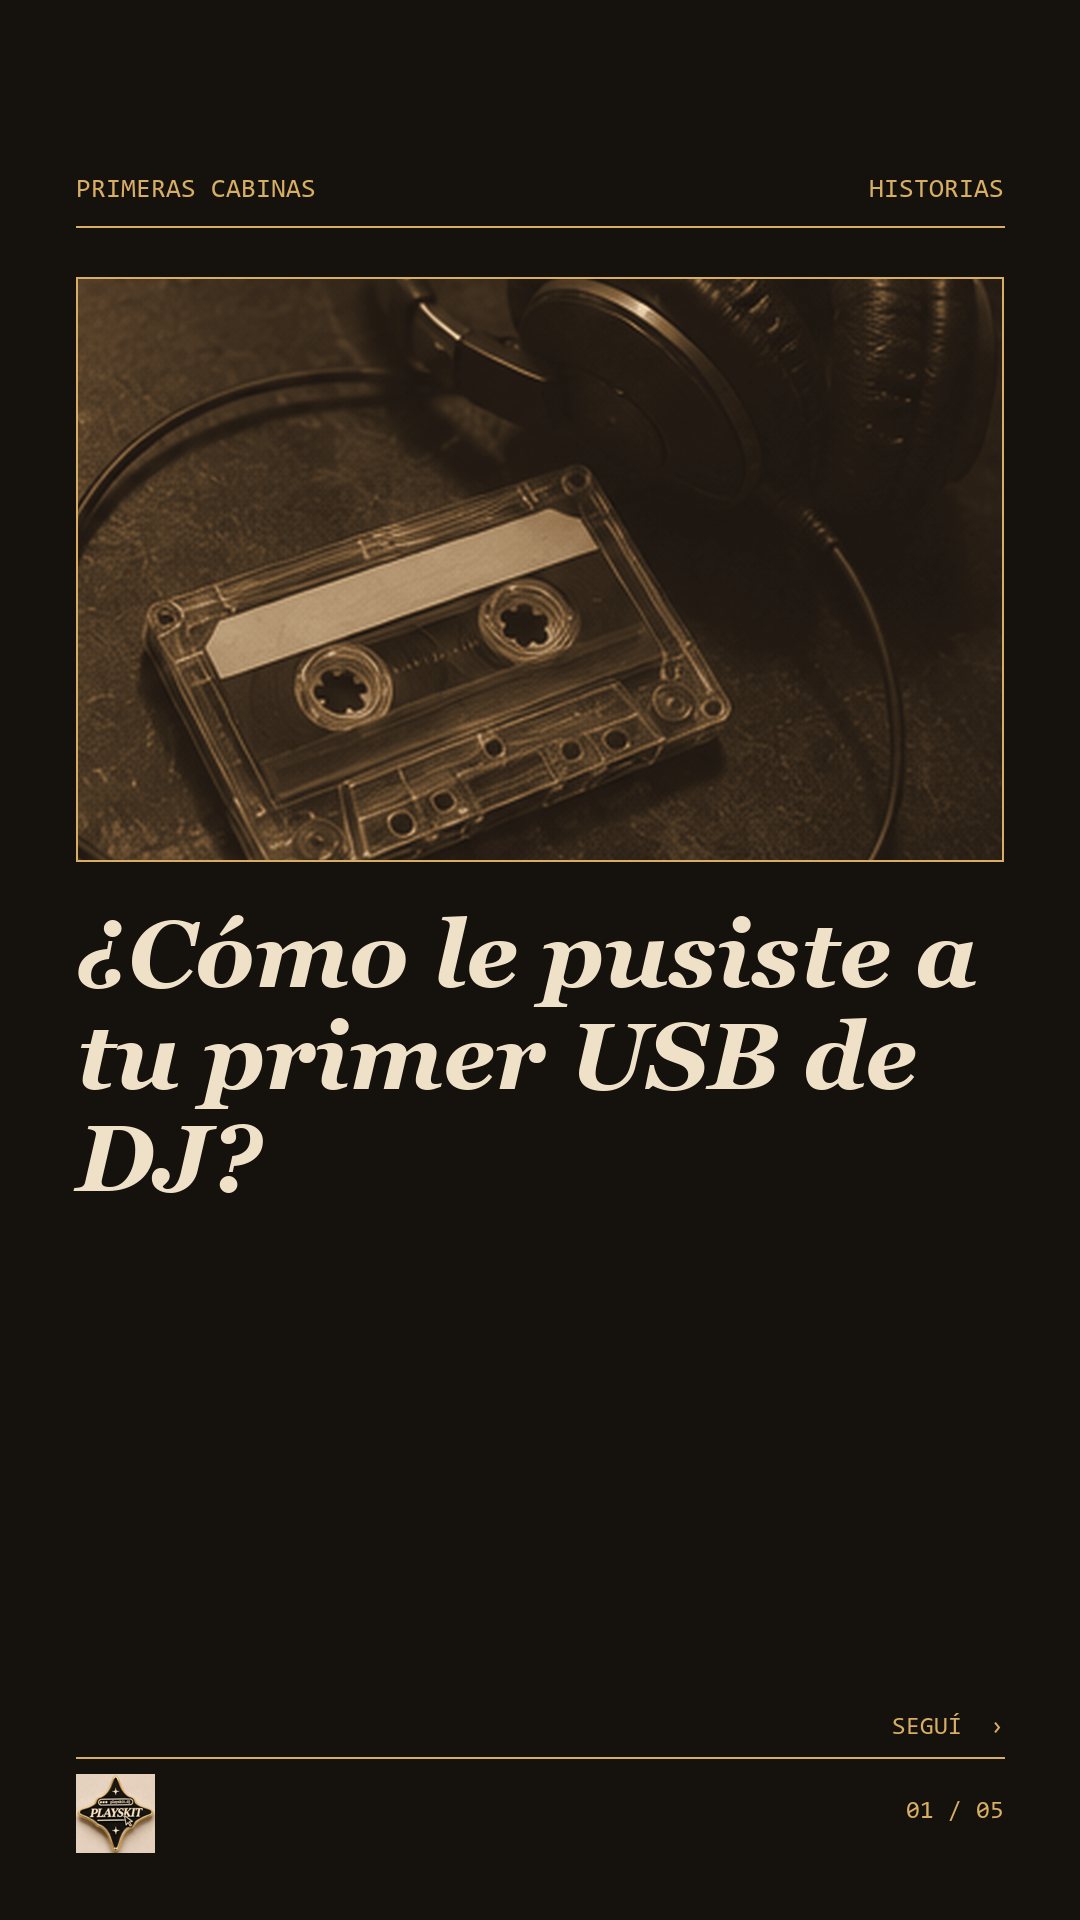 PRIMERAS CABINAS
HISTORIAS
¿Cómo le pusiste a
tu primer USB de
DJ?
SEGUÍ ›
PLAYSKIT
01 / 05